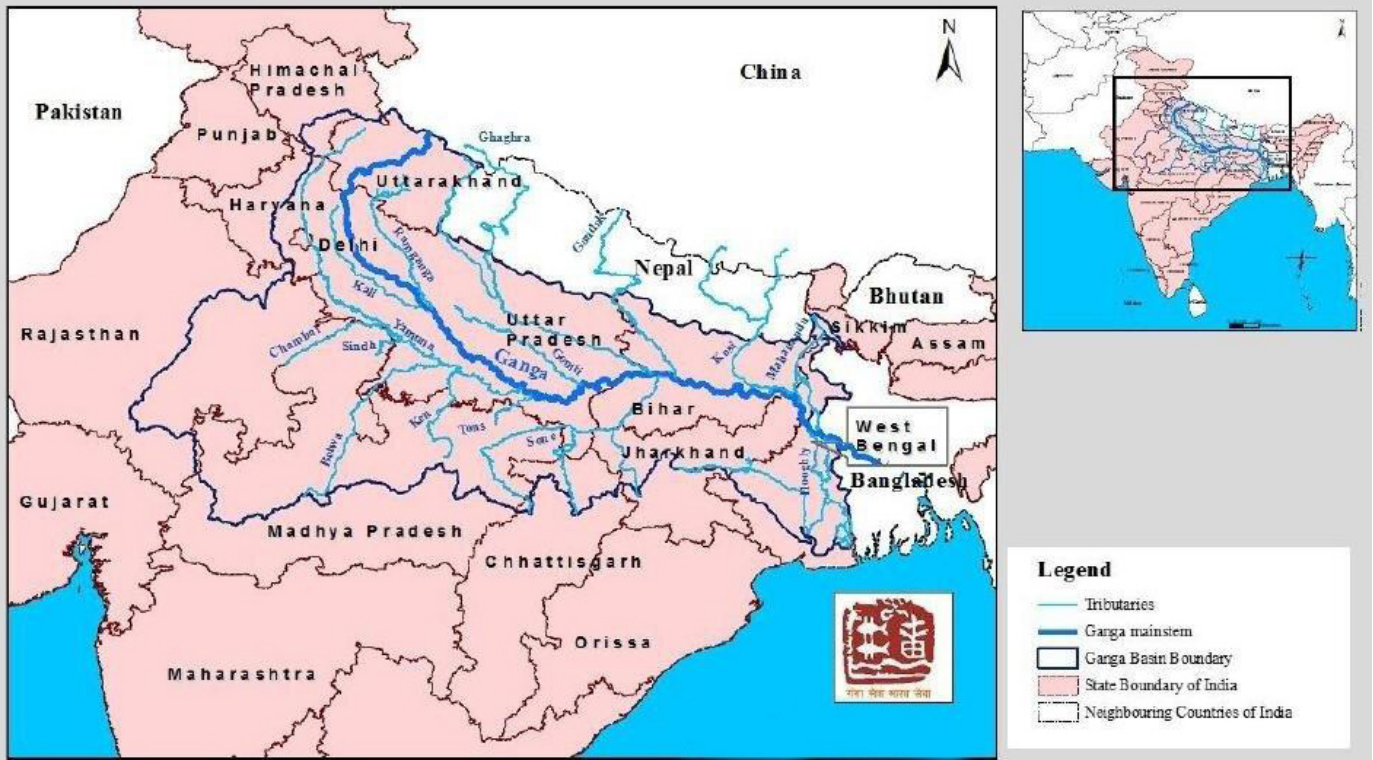 N
China
Pakistan
Himachal
Pradesh
Punjab
Ghaghra
Uttarakhand
Haryana
Delhi
Ramganga
Gandak
Nepal
Kali
Bhutan
Rajasthan
Uttar
Pradesh
Sikkim
Assam
Chambal
Sindh
Yamuna
Ganga
Gomti
Kosi
Mahananda
Betwa
Ken
Tons
Sone
Bihar
Jharkhand
West
Bengal
Hooghly
Bangladesh
Gujarat
Madhya Pradesh
Chhattisgarh
Orissa
Maharashtra
गंगा सेवा भारत सेवा
Legend
Tributaries
Ganga mainstem
Ganga Basin Boundary
State Boundary of India
Neighbouring Countries of India